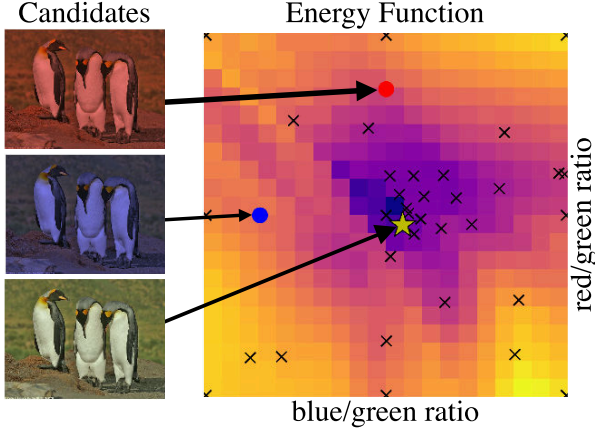 Candidates
Energy Function
red/green ratio
blue/green ratio